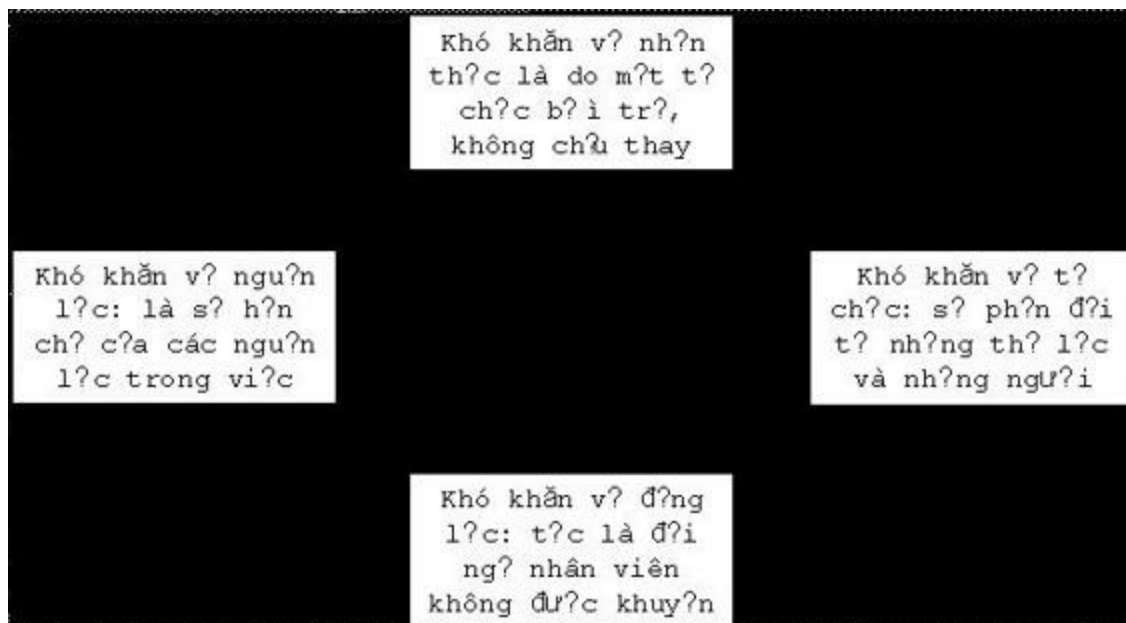 Khó khăn v? nh?n
th?c là do m?t t?
ch?c b? ì tr?,
không ch?u thay
Khó khăn v? ngu?n
l?c: là s? h?n
ch? c?a các ngu?n
l?c trong vi?c
Khó khăn v? t?
ch?c: s? ph?n đ?i
t? nh?ng th? l?c
và nh?ng ngư?i
Khó khăn v? đ?ng
l?c: t?c là đ?i
ng? nhân viên
không đư?c khuy?n